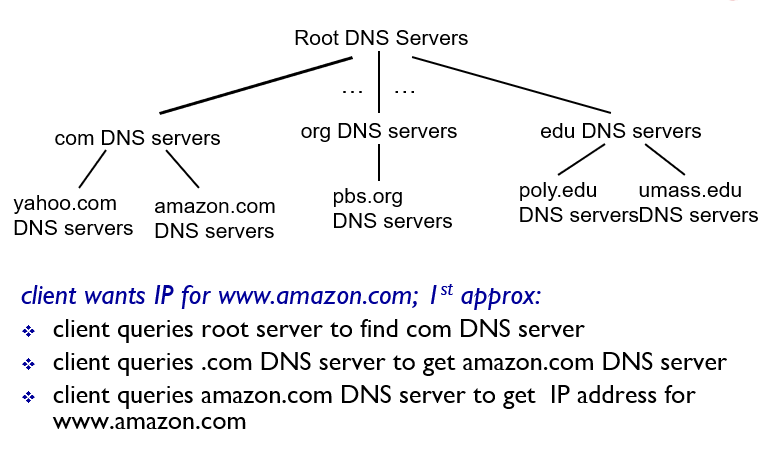 Root DNS Servers
… …
com DNS servers
org DNS servers
edu DNS servers
yahoo.com
DNS servers
amazon.com
DNS servers
pbs.org
DNS servers
poly.edu
DNS servers
umass.edu
DNS servers
client wants IP for www.amazon.com; 1st approx:
❖ client queries root server to find com DNS server
❖ client queries .com DNS server to get amazon.com DNS server
❖ client queries amazon.com DNS server to get IP address for
www.amazon.com